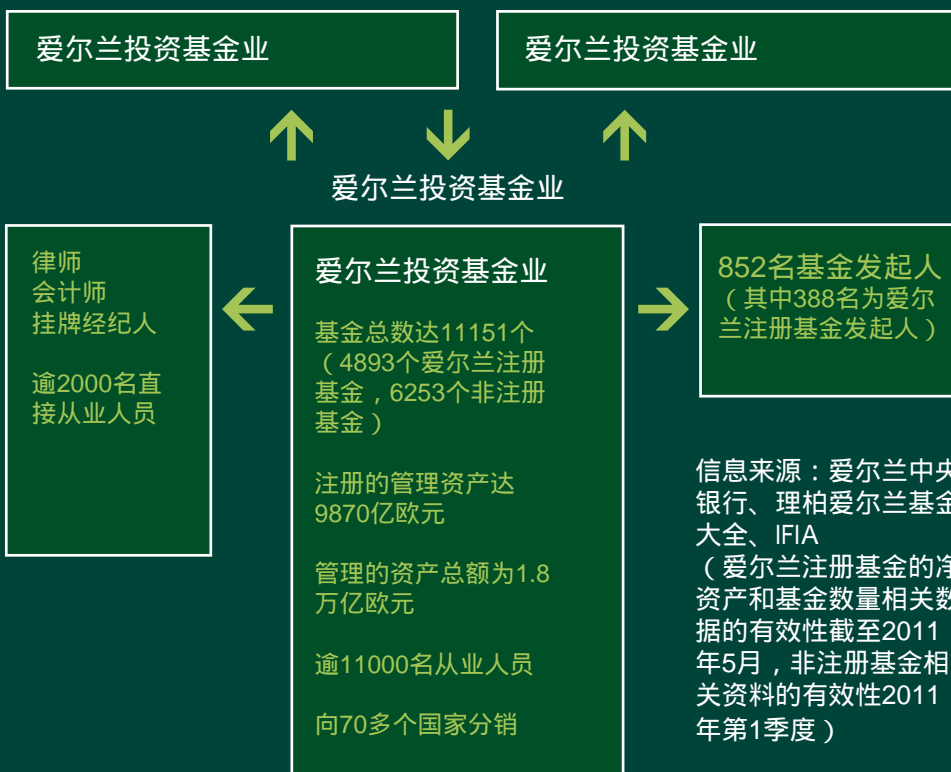 爱尔兰投资基金业
爱尔兰投资基金业
爱尔兰投资基金业
律师
会计师
挂牌经纪人
逾2000名直
接从业人员
爱尔兰投资基金业
基金总数达11151个
（4893个爱尔兰注册
基金，6253个非注册
基金）
注册的管理资产达
9870亿欧元
管理的资产总额为1.8
万亿欧元
逾11000名从业人员
向70多个国家分销
852名基金发起人
（其中388名为爱尔
兰注册基金发起人）
信息来源：爱尔兰中央
银行、理柏爱尔兰基金
大全、IFIA
（爱尔兰注册基金的净
资产和基金数量相关数
据的有效性截至2011
年5月，非注册基金相
关资料的有效性2011
年第1季度）